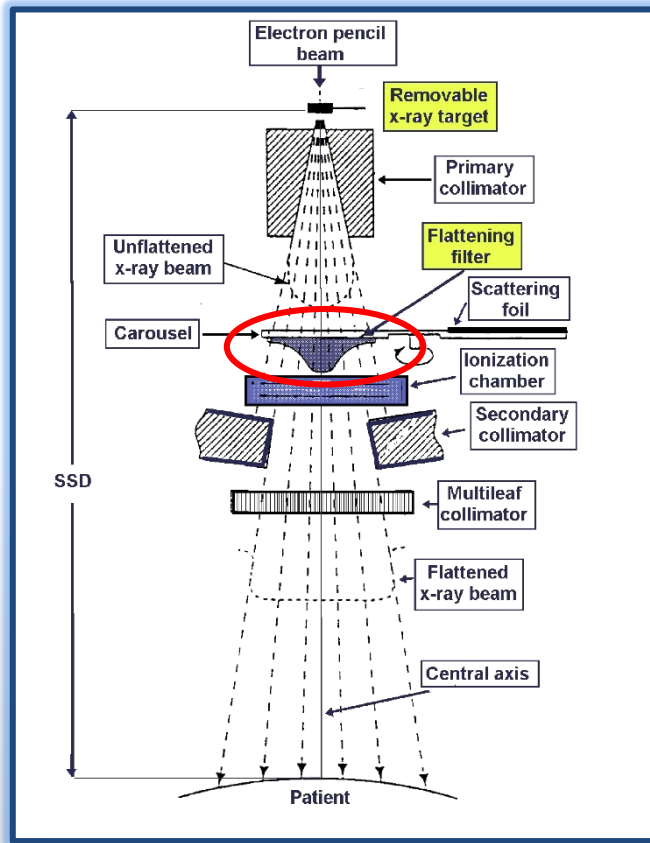 Electron pencil
beam
Removable
x-ray target
Primary
collimator
Unflattened
x-ray beam
Flattening
filter
Scattering
foil
Carousel
Ionization
chamber
Secondary
collimator
SSD
Multileaf
collimator
Flattened
x-ray beam
Central axis
Patient